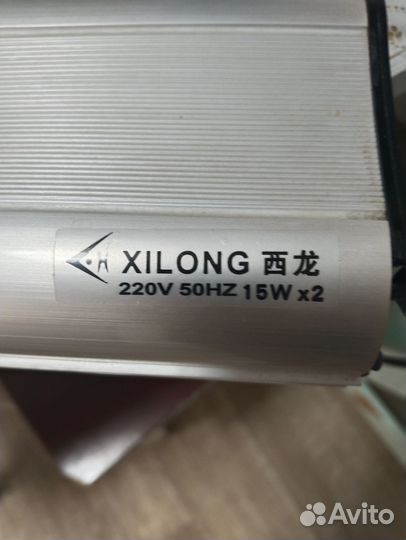 XILONG 西龙
220V 50HZ 15W x2
Avito